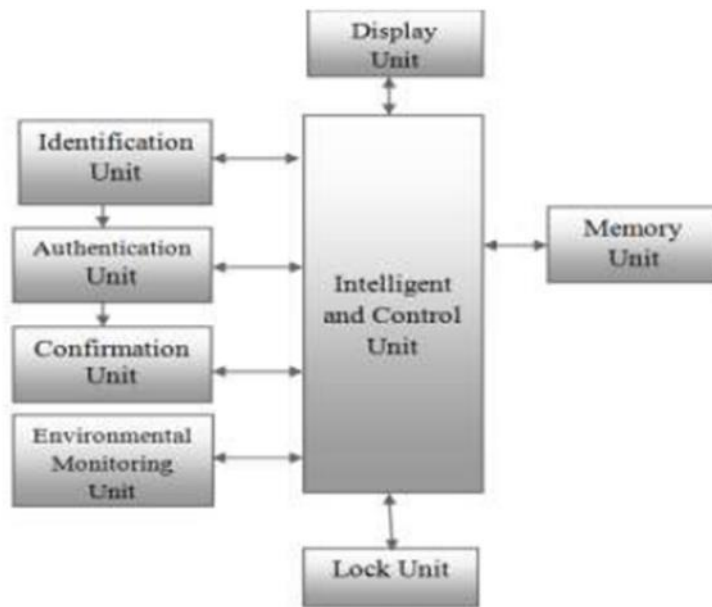 Display
Unit
Identification
Unit
Authentication
Unit
Confirmation
Unit
Environmental
Monitoring
Unit
Intelligent
and Control
Unit
Memory
Unit
Lock Unit